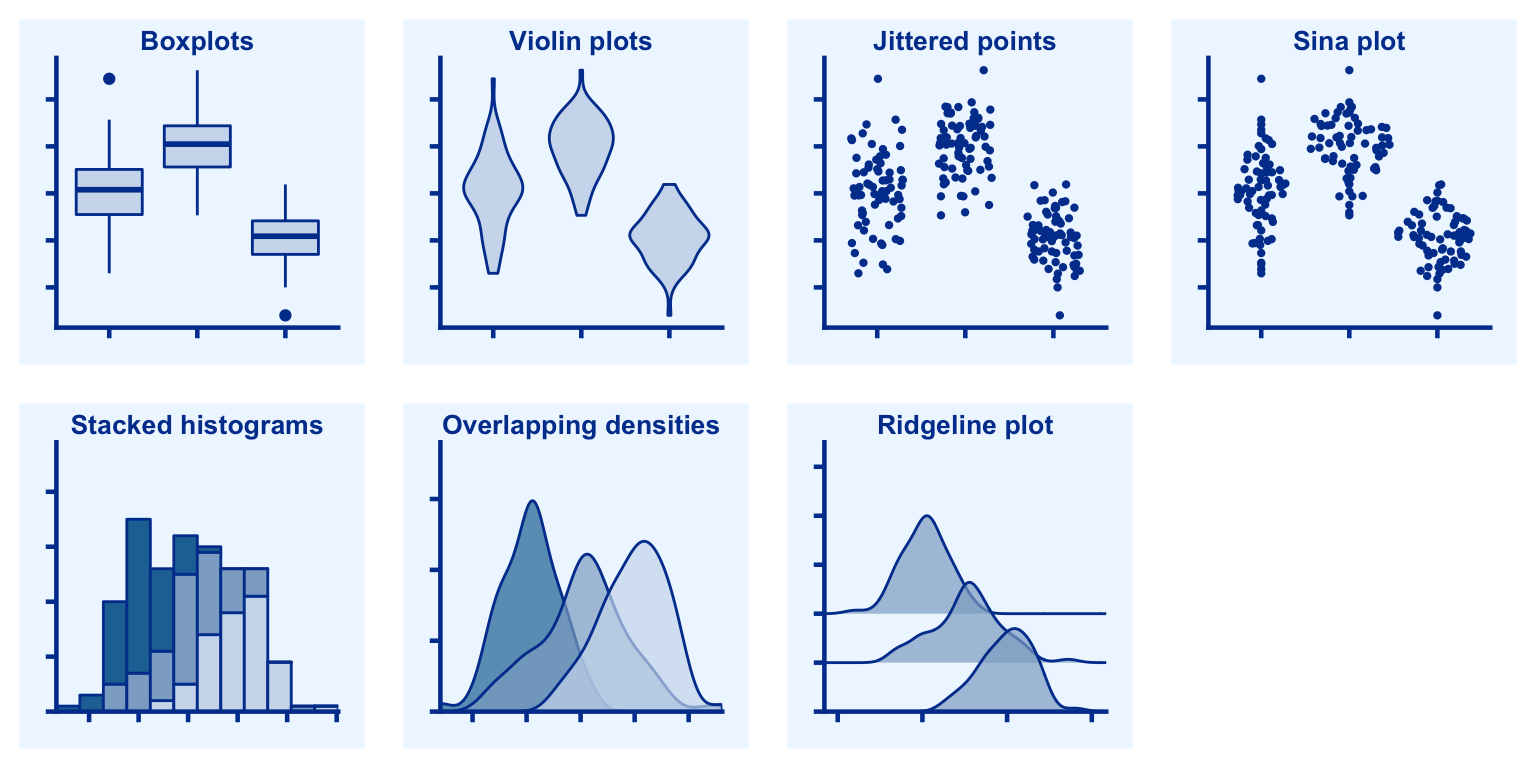 Boxplots
Violin plots
Jittered points
Sina plot
Stacked histograms
Overlapping densities
Ridgeline plot